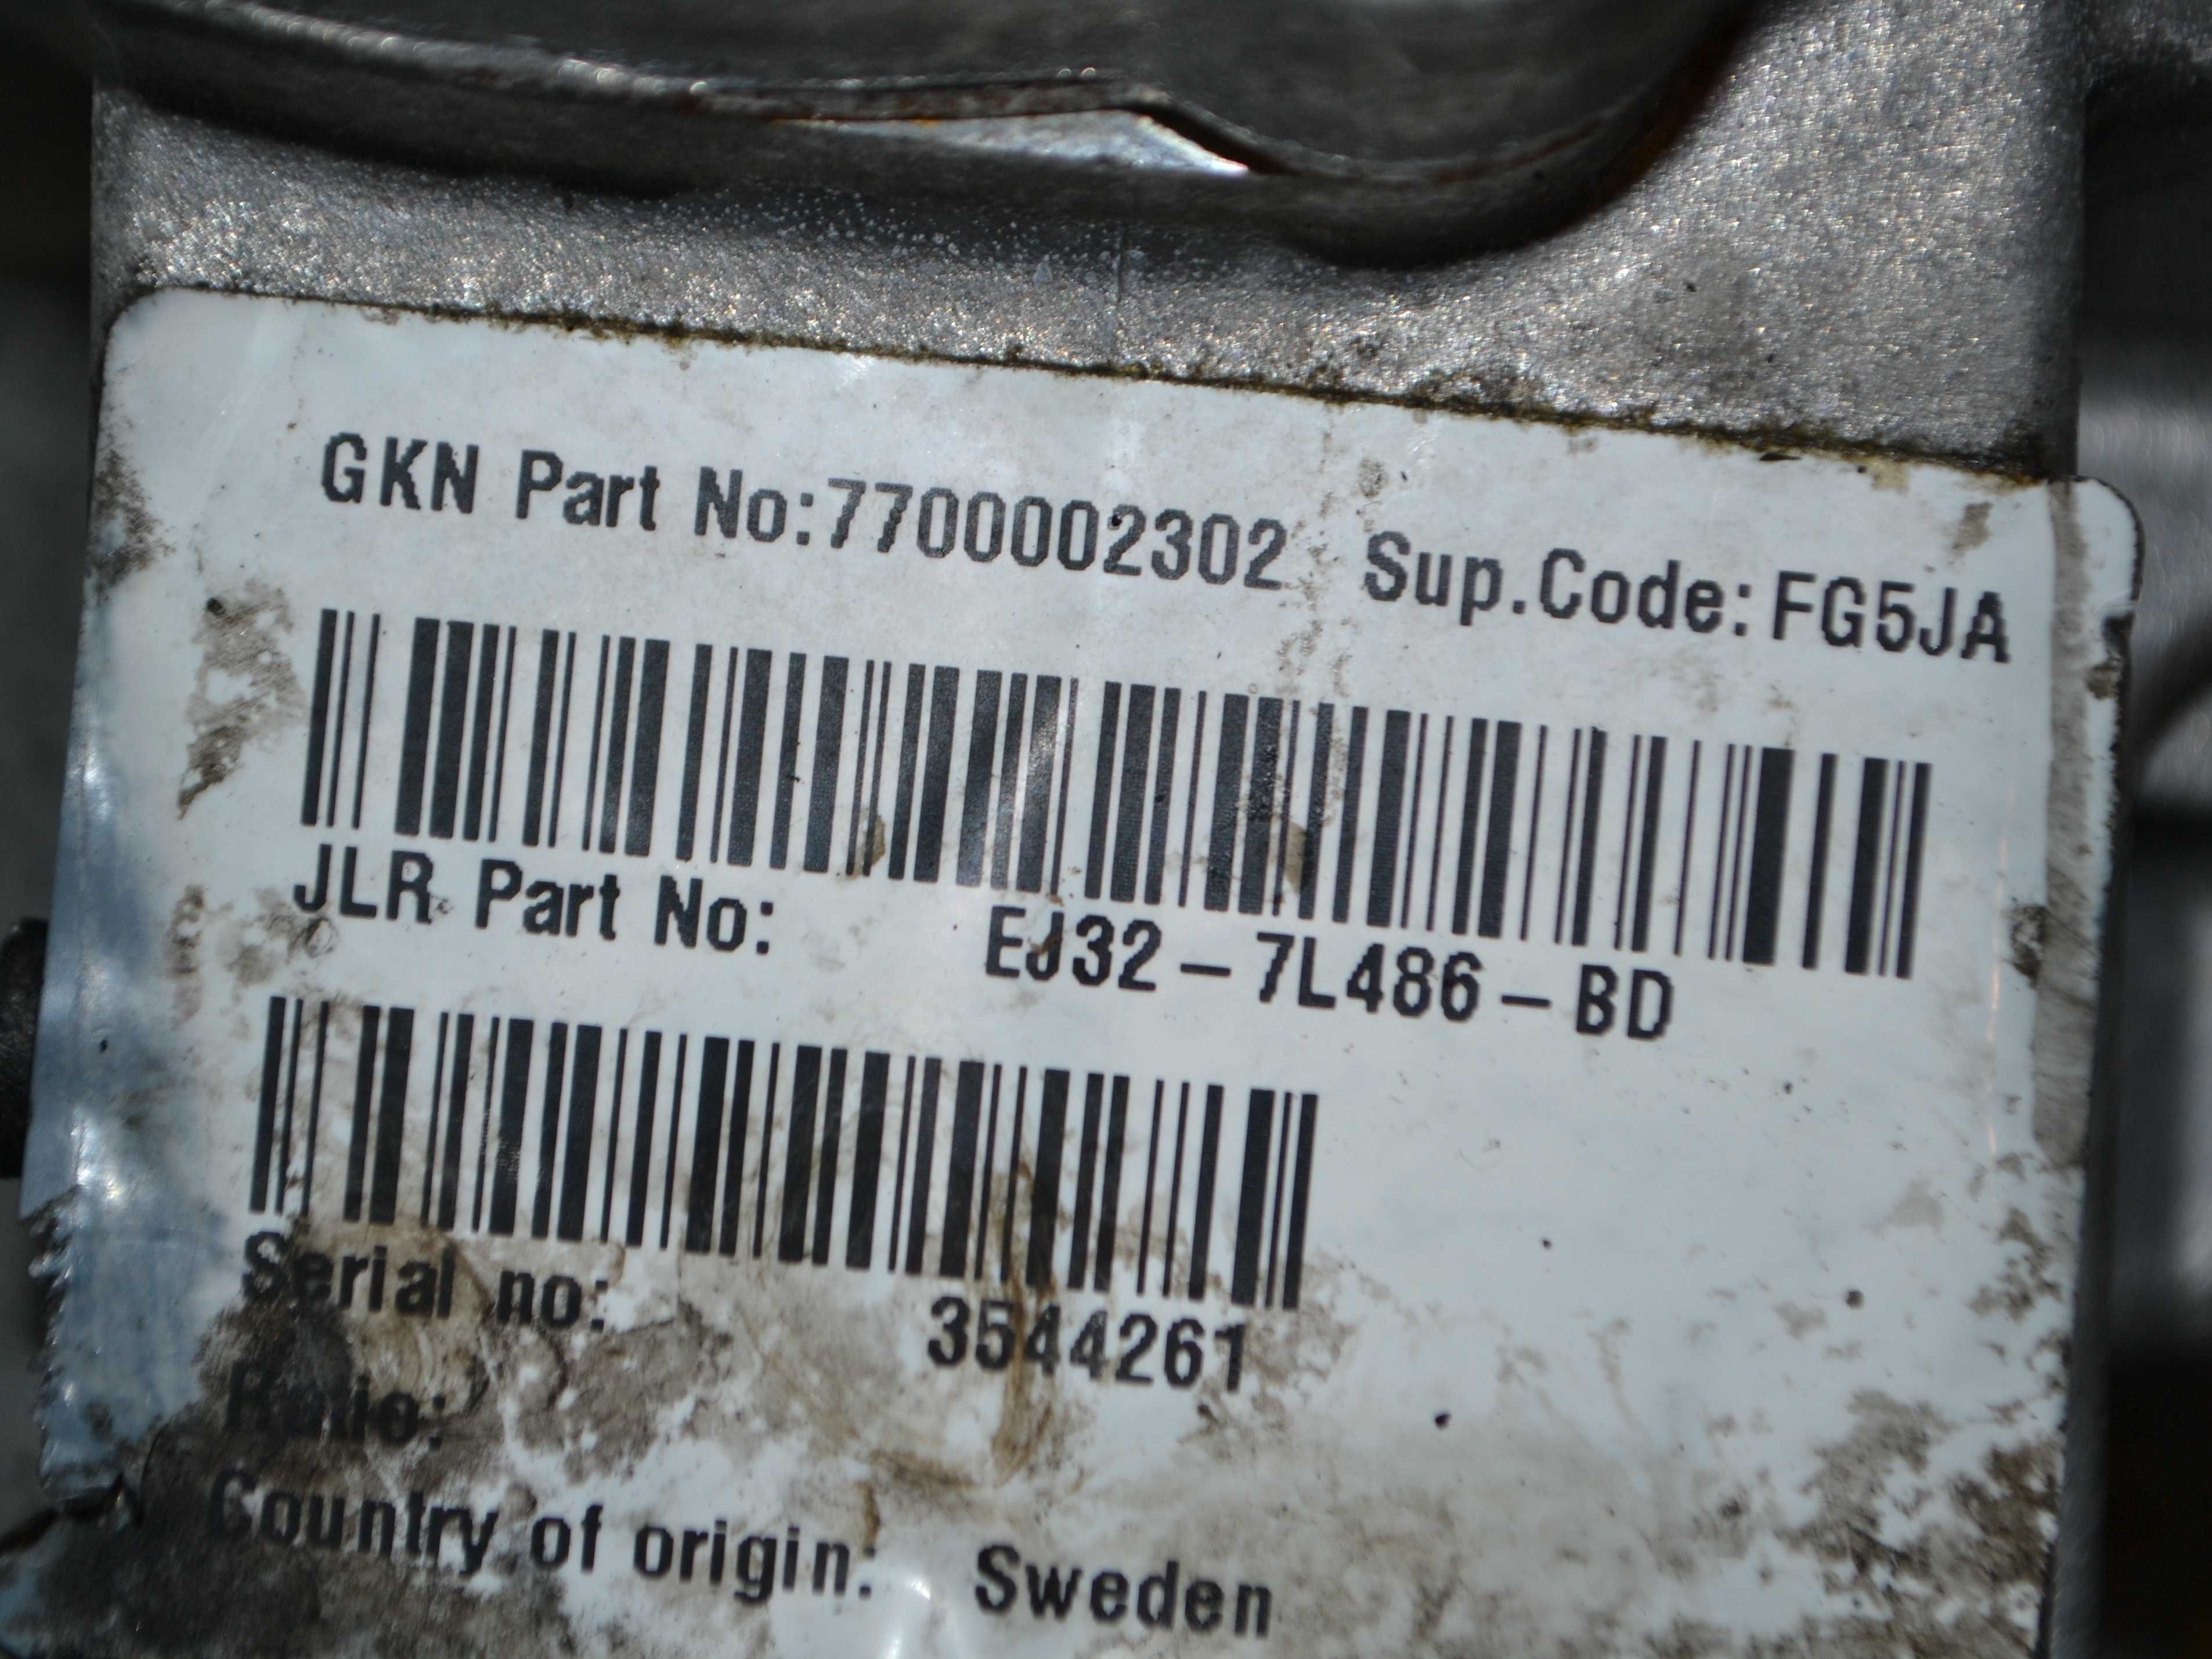 GKN Part No:7700002302 Sup.Code:FG5JA
JLR Part No: EJ32-7L486-BD
Serial no: 3544261
Ratio:
Country of origin: Sweden